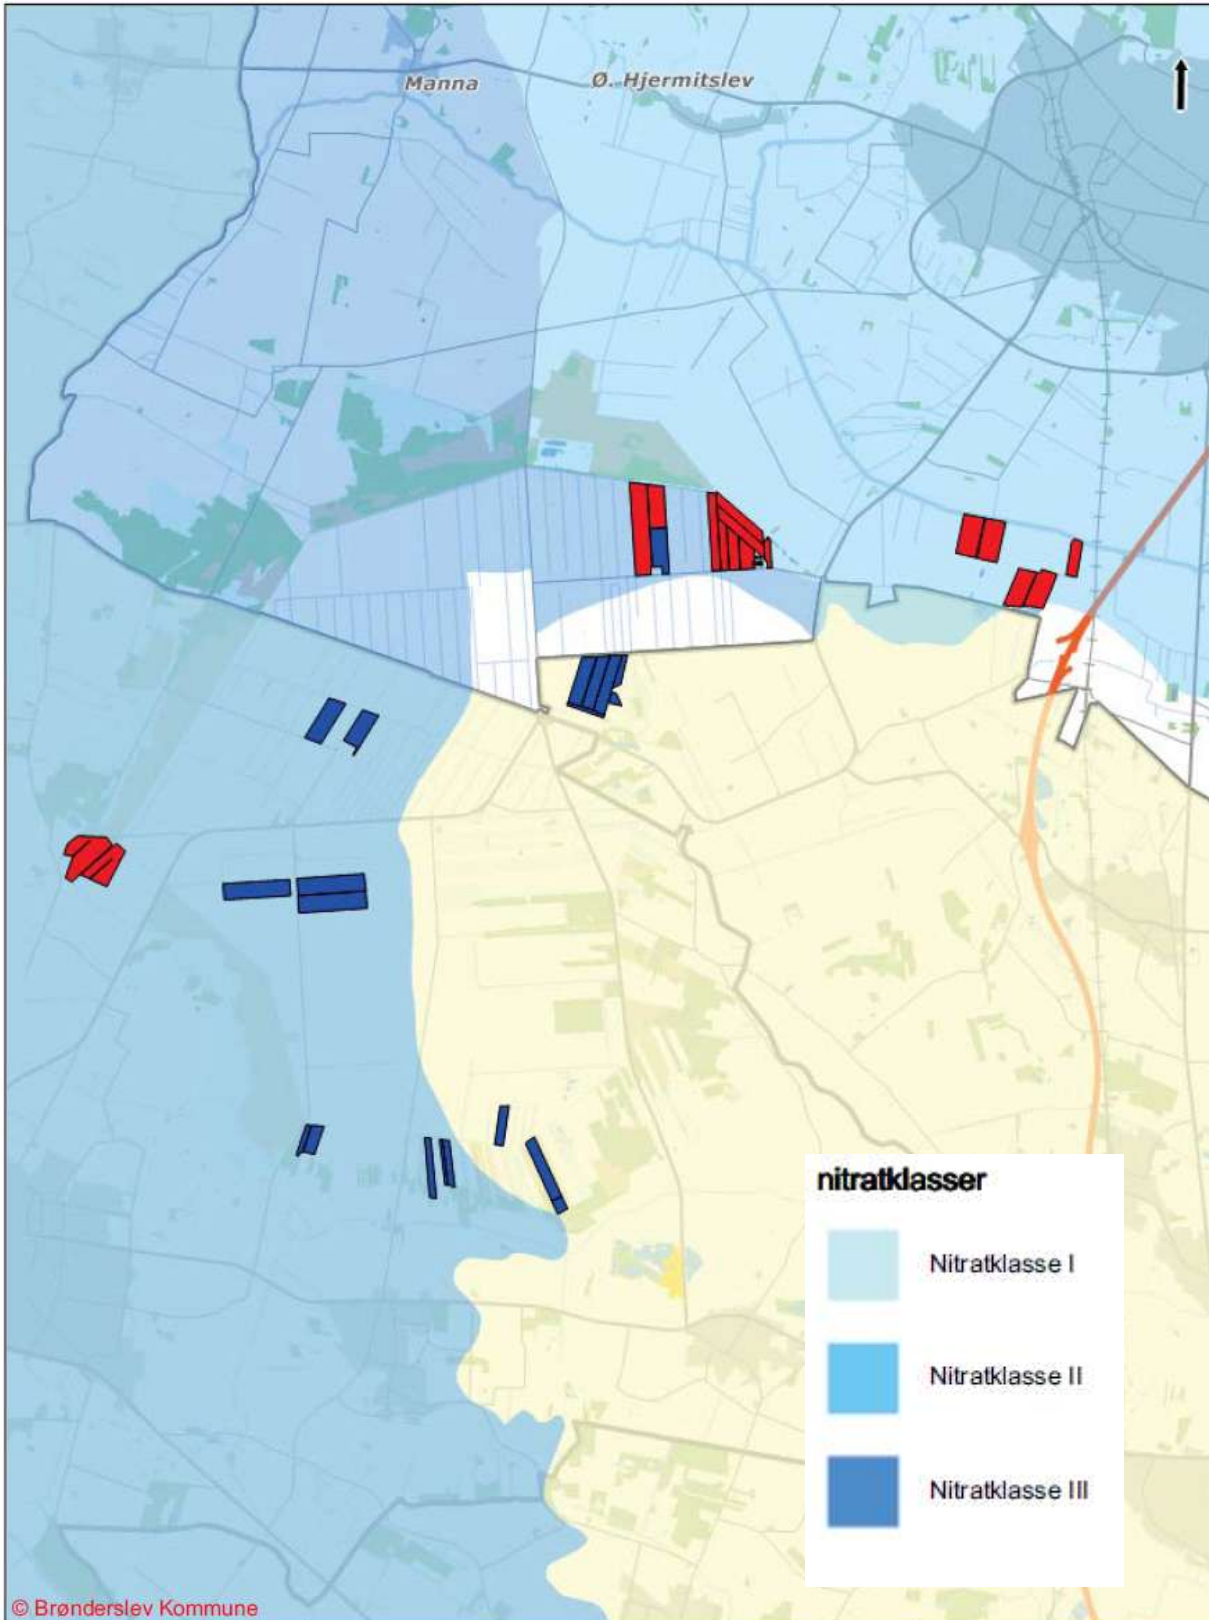 Manna
Ø. Hjermitslev
nitratklasser
Nitratklasse I
Nitratklasse II
Nitratklasse III
© Brønderslev Kommune